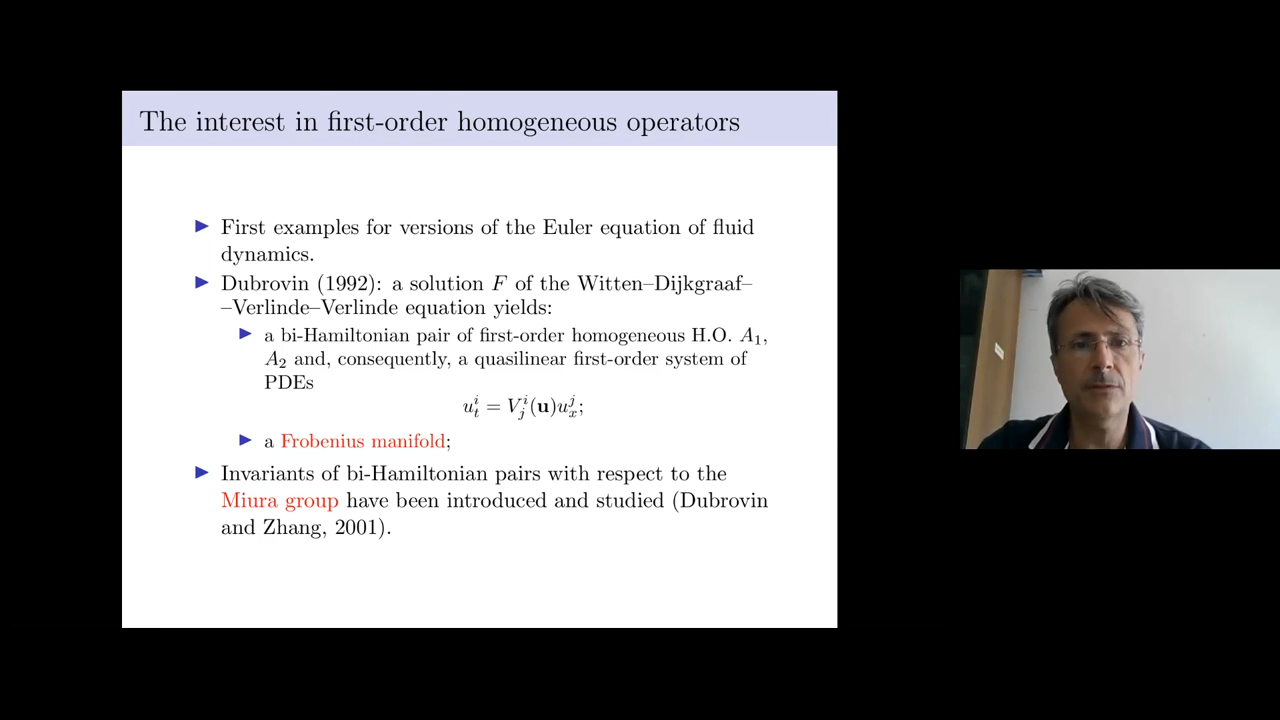 The interest in first-order homogeneous operators
▶ First examples for versions of the Euler equation of fluid
dynamics.
▶ Dubrovin (1992): a solution F of the Witten–Dijkgraaf–
–Verlinde–Verlinde equation yields:
▶ a bi-Hamiltonian pair of first-order homogeneous H.O. A₁,
A₂ and, consequently, a quasilinear first-order system of
PDEs
$u^i_t = V^i_j(\mathbf{u})u^j_x;$
▶ a Frobenius manifold;
▶ Invariants of bi-Hamiltonian pairs with respect to the
Miura group have been introduced and studied (Dubrovin
and Zhang, 2001).